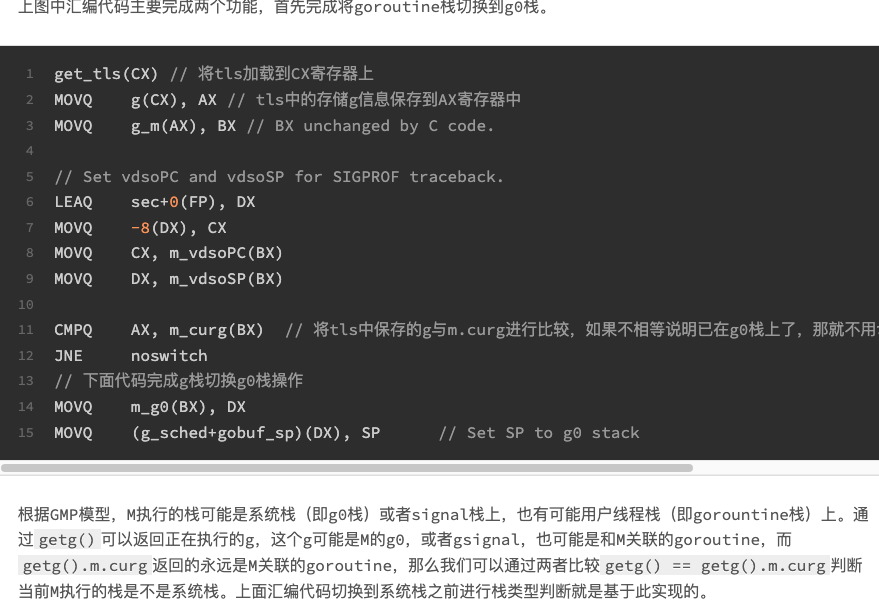 上图中汇编代码主要完成两个功能，首先完成将goroutine栈切换到g0栈。
1 get_tls(CX) // 将tls加载到CX寄存器上
2 MOVQ g(CX), AX // tls中的存储g信息保存到AX寄存器中
3 MOVQ g_m(AX), BX // BX unchanged by C code.
4
5 // Set vdsoPC and vdsoSP for SIGPROF traceback.
6 LEAQ sec+0(FP), DX
7 MOVQ -8(DX), CX
8 MOVQ CX, m_vdsoPC(BX)
9 MOVQ DX, m_vdsoSP(BX)
10
11 CMPQ AX, m_curg(BX) // 将tls中保存的g与m.curg进行比较，如果不相等说明已在g0栈上了，那就不用
12 JNE noswitch
13 // 下面代码完成g栈切换g0栈操作
14 MOVQ m_g0(BX), DX
15 MOVQ (g_sched+gobuf_sp)(DX), SP // Set SP to g0 stack
根据GMP模型，M执行的栈可能是系统栈（即g0栈）或者signal栈上，也有可能用户线程栈（即gorountine栈）上。通
过 getg() 可以返回正在执行的g，这个g可能是M的g0，或者gsignal，也可能是和M关联的goroutine，而
getg().m.curg 返回的永远是M关联的goroutine，那么我们可以通过两者比较 getg() == getg().m.curg 判断
当前M执行的栈是不是系统栈。上面汇编代码切换到系统栈之前进行栈类型判断就是基于此实现的。